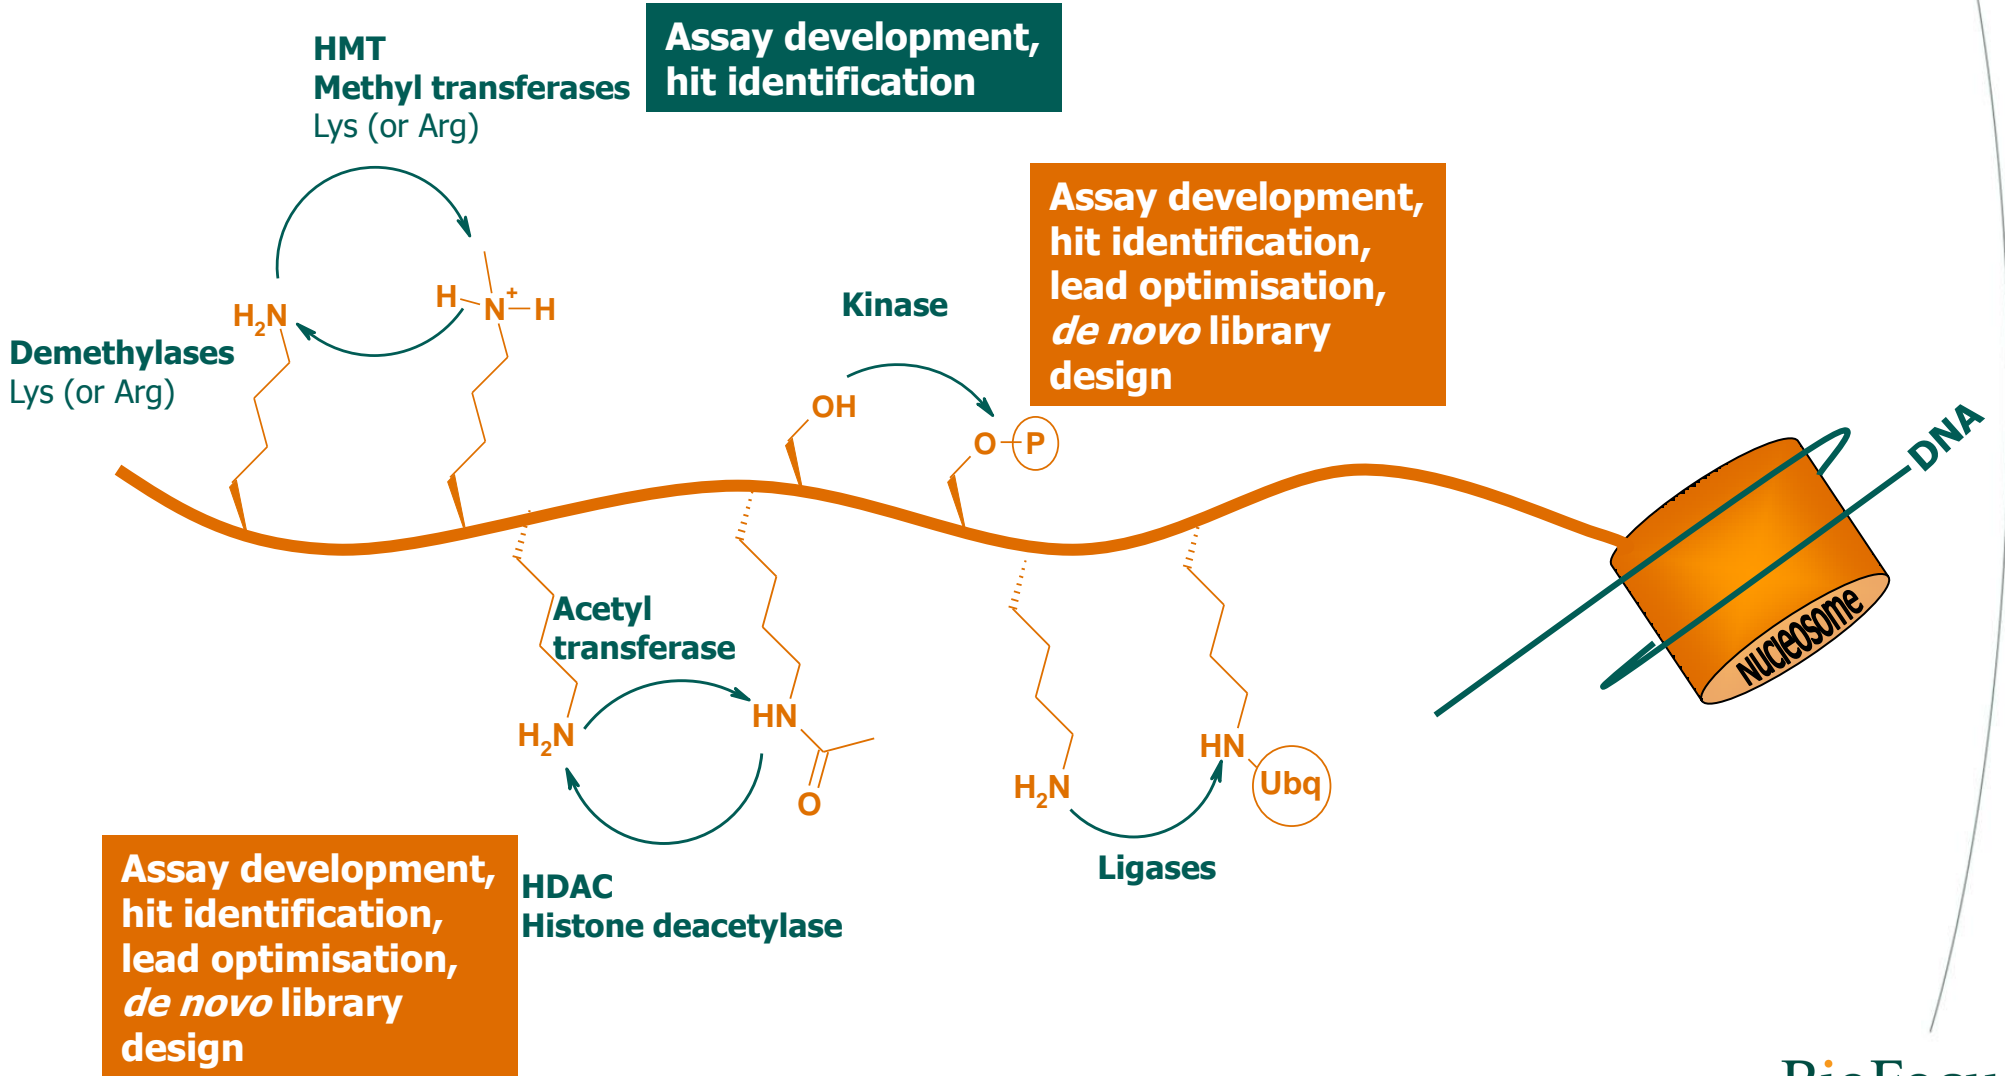 HMT
Methyl transferases
Lys (or Arg)
Assay development,
hit identification
Assay development,
hit identification,
lead optimisation,
de novo library
design
Kinase
H2N
H N+ H
Demethylases
Lys (or Arg)
OH
O P
DNA
Nucleosome
Acetyl
transferase
H2N
HN
O
H2N
HN
Ubq
Ligases
HDAC
Histone deacetylase
Assay development,
hit identification,
lead optimisation,
de novo library
design